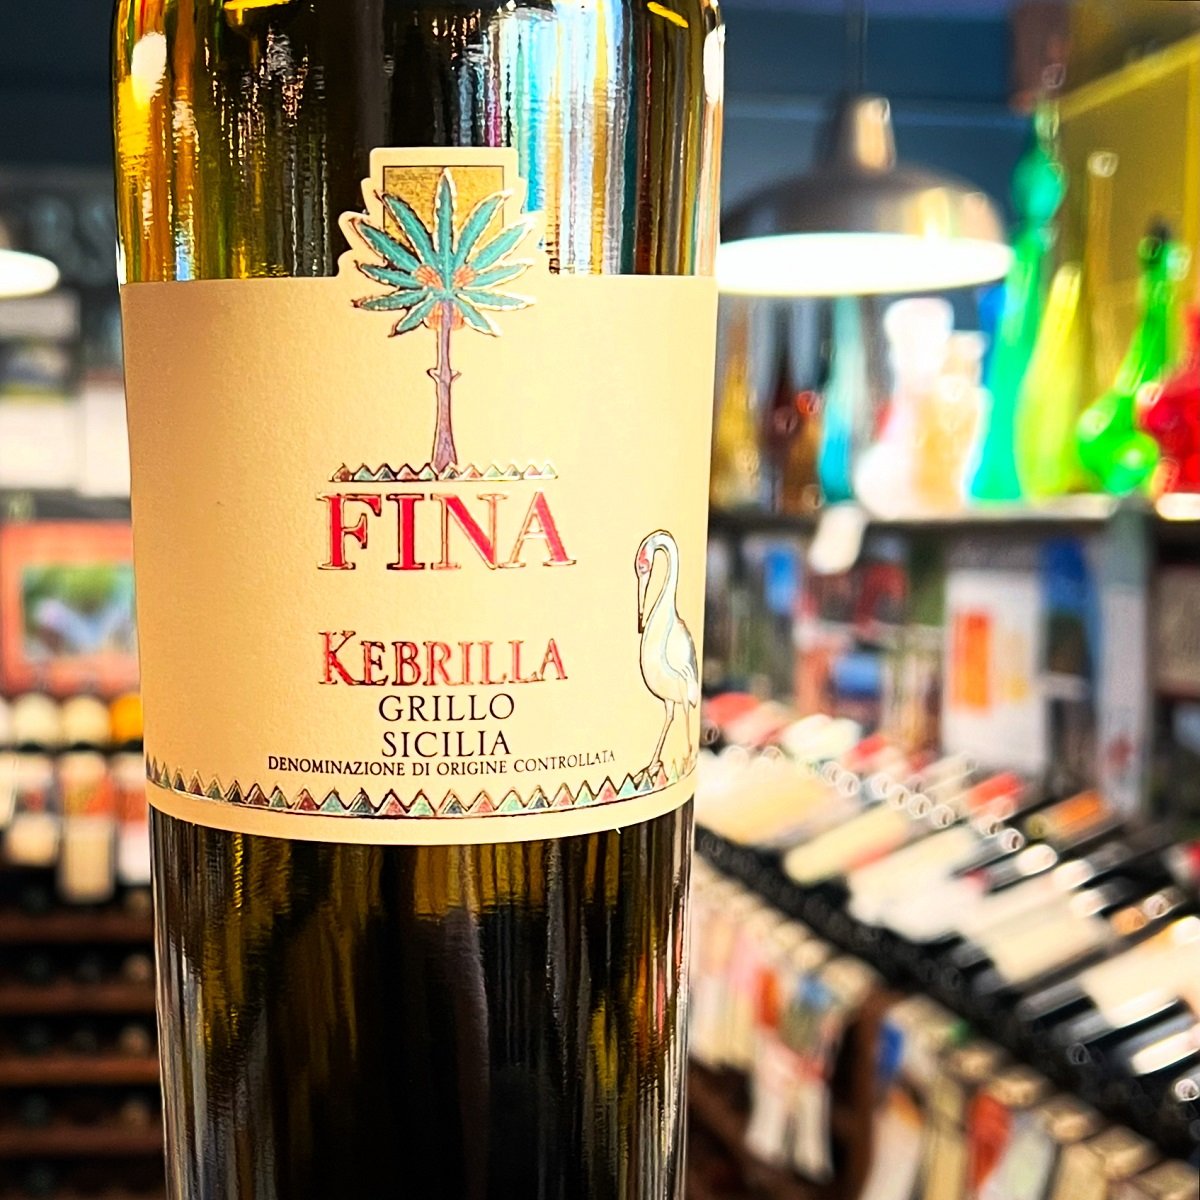 FINA
KEBRILLA
GRILLO
SICILIA
DENOMINAZIONE DI ORIGINE CONTROLLATA